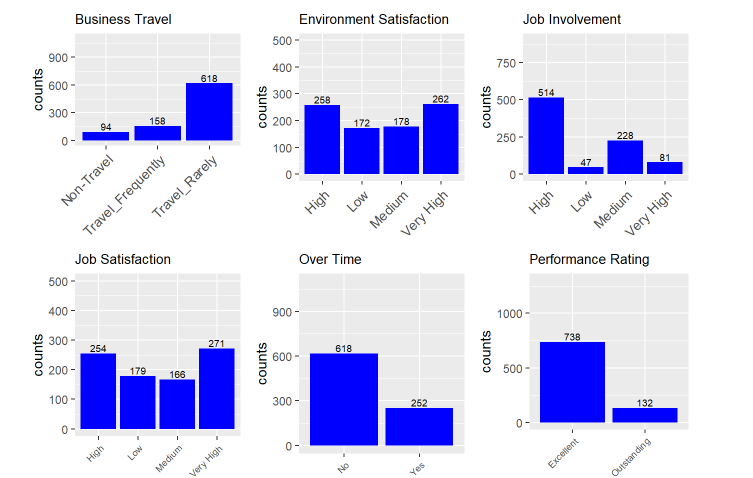 Business Travel
counts
900
600
300
0
94
158
618
Non-Travel
Travel_Frequently
Travel_Rarely
Environment Satisfaction
counts
500
400
300
200
100
0
258
172
178
262
High
Low
Medium
Very High
Job Involvement
counts
750
500
250
0
514
47
228
81
High
Low
Medium
Very High
Job Satisfaction
counts
500
400
300
200
100
0
254
179
166
271
High
Low
Medium
Very High
Over Time
counts
900
600
300
0
618
252
No
Yes
Performance Rating
counts
1000
500
0
738
132
Excellent
Outstanding